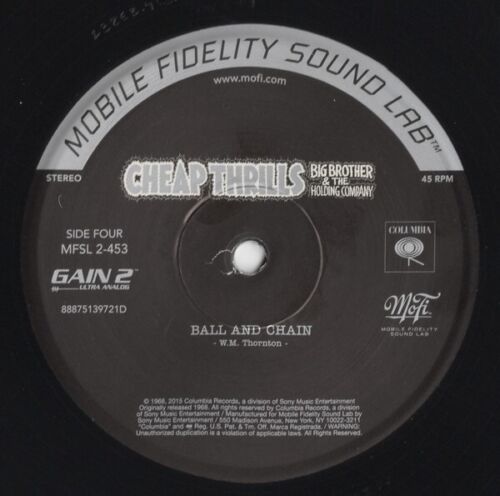 MOBILE FIDELITY SOUND LAB™
www.mofi.com
STEREO
45 RPM
CHEAP THRILLS
BIG BROTHER
& THE
HOLDING COMPANY
SIDE FOUR
MFSL 2-453
COLUMBIA
GAIN 2™
ULTRA ANALOG
88875139721D
MoFi
MOBILE FIDELITY
SOUND LAB
BALL AND CHAIN
- W.M. Thornton -
© 1968, 2015 Columbia Records, a division of Sony Music Entertainment
Originally released 1968. All rights reserved by Columbia Records, a division of
Sony Music Entertainment / Manufactured for Mobile Fidelity Sound Lab by
Sony Music Entertainment / 550 Madison Avenue, New York, NY 10022-3211
"Columbia" and Reg. U.S. Pat. & Tm. Off. Marca Registrada. / WARNING:
Unauthorized duplication is a violation of applicable laws. All Rights Reserved.